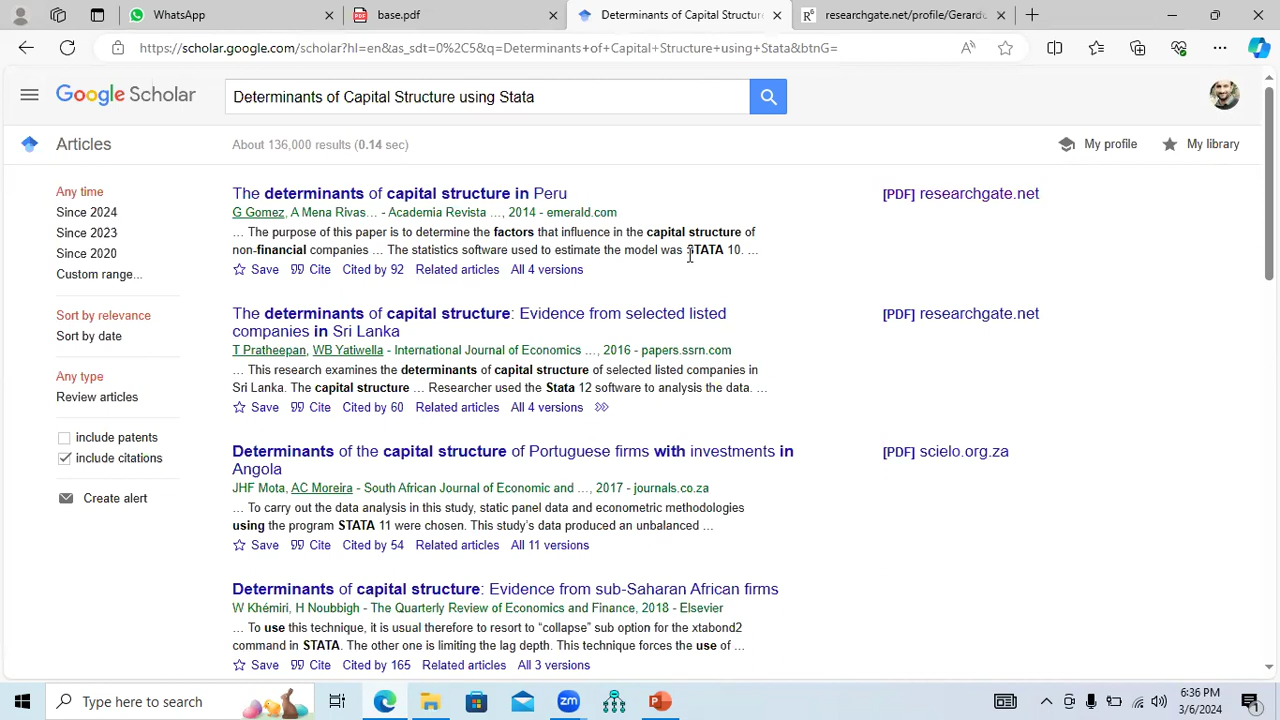 WhatsApp
base.pdf
Determinants of Capital Structur
researchgate.net/profile/Hemant
https://scholar.google.com/scholar?hl=en&as_sdt=0%2C5&q=Determinants+of+Capital+Structure+using+Stata&btnG=
Google Scholar
Determinants of Capital Structure using Stata
Articles
About 136,000 results (0.14 sec)
My profile
My library
Any time
Since 2024
Since 2023
Since 2020
Custom range...
Sort by relevance
Sort by date
Any type
Review articles
include patents
include citations
Create alert
The determinants of capital structure in Peru
[PDF] researchgate.net
G Gomez, A Mena Rivas… - Academia Revista …, 2014 - emerald.com
… The purpose of this paper is to determine the factors that influence in the capital structure of
non-financial companies … The statistics software used to estimate the model was STATA 10. …
Save Cite Cited by 92 Related articles All 4 versions
The determinants of capital structure: Evidence from selected listed
companies in Sri Lanka
[PDF] researchgate.net
T Pratheepan, WB Yatiwella - International Journal of Economics …, 2016 - papers.ssrn.com
… This research examines the determinants of capital structure of selected listed companies in
Sri Lanka. The capital structure … Researcher used the Stata 12 software to analysis the data. …
Save Cite Cited by 60 Related articles All 4 versions
Determinants of the capital structure of Portuguese firms with investments in
Angola
[PDF] scielo.org.za
JHF Mota, AC Moreira - South African Journal of Economic and …, 2017 - journals.co.za
… To carry out the data analysis in this study, static panel data and econometric methodologies
using the program STATA 11 were chosen. This study's data produced an unbalanced …
Save Cite Cited by 54 Related articles All 11 versions
Determinants of capital structure: Evidence from sub-Saharan African firms
W Khémiri, H Noubbigh - The Quarterly Review of Economics and Finance, 2018 - Elsevier
… To use this technique, it is usual therefore to resort to “collapse” sub option for the xtabond2
command in STATA. The other one is limiting the lag depth. This technique forces the use of …
Save Cite Cited by 165 Related articles All 3 versions
Type here to search
zm
6:36 PM
3/6/2024
1